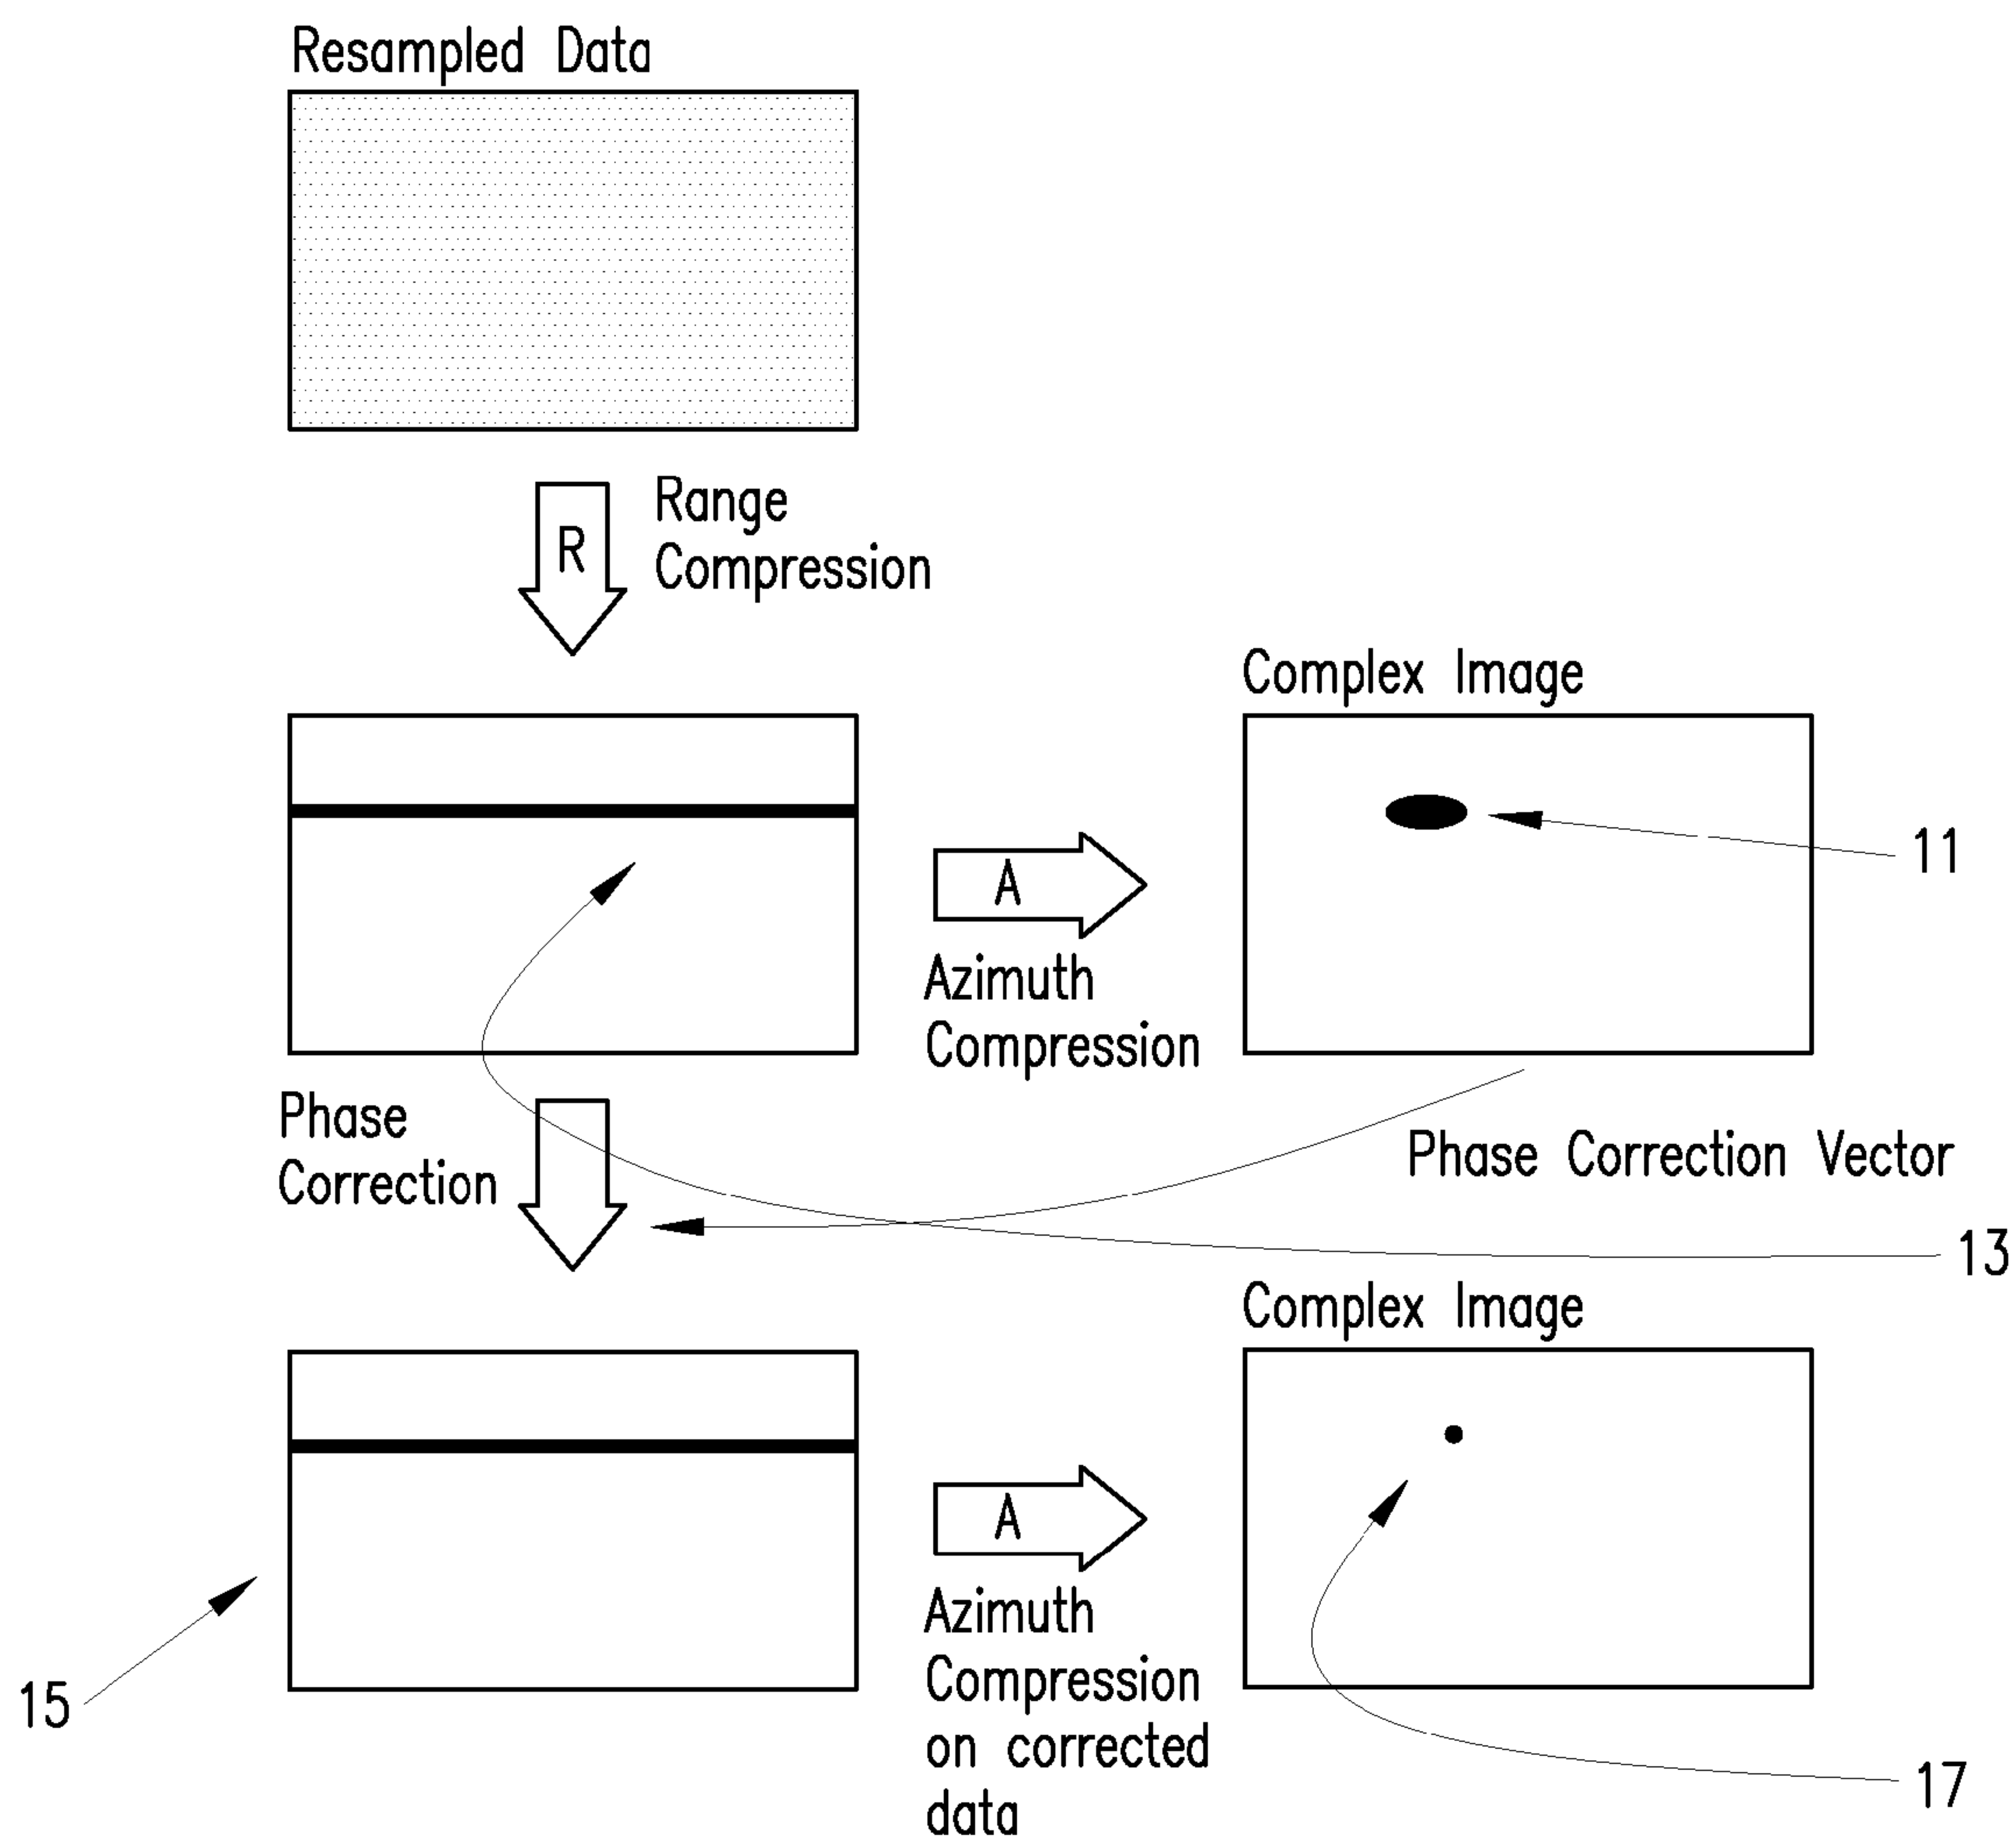 Resampled Data
R
Range
Compression
Complex Image
11
A
Azimuth
Compression
Phase
Correction
Phase Correction Vector
13
Complex Image
A
Azimuth
Compression
on corrected
data
15
17